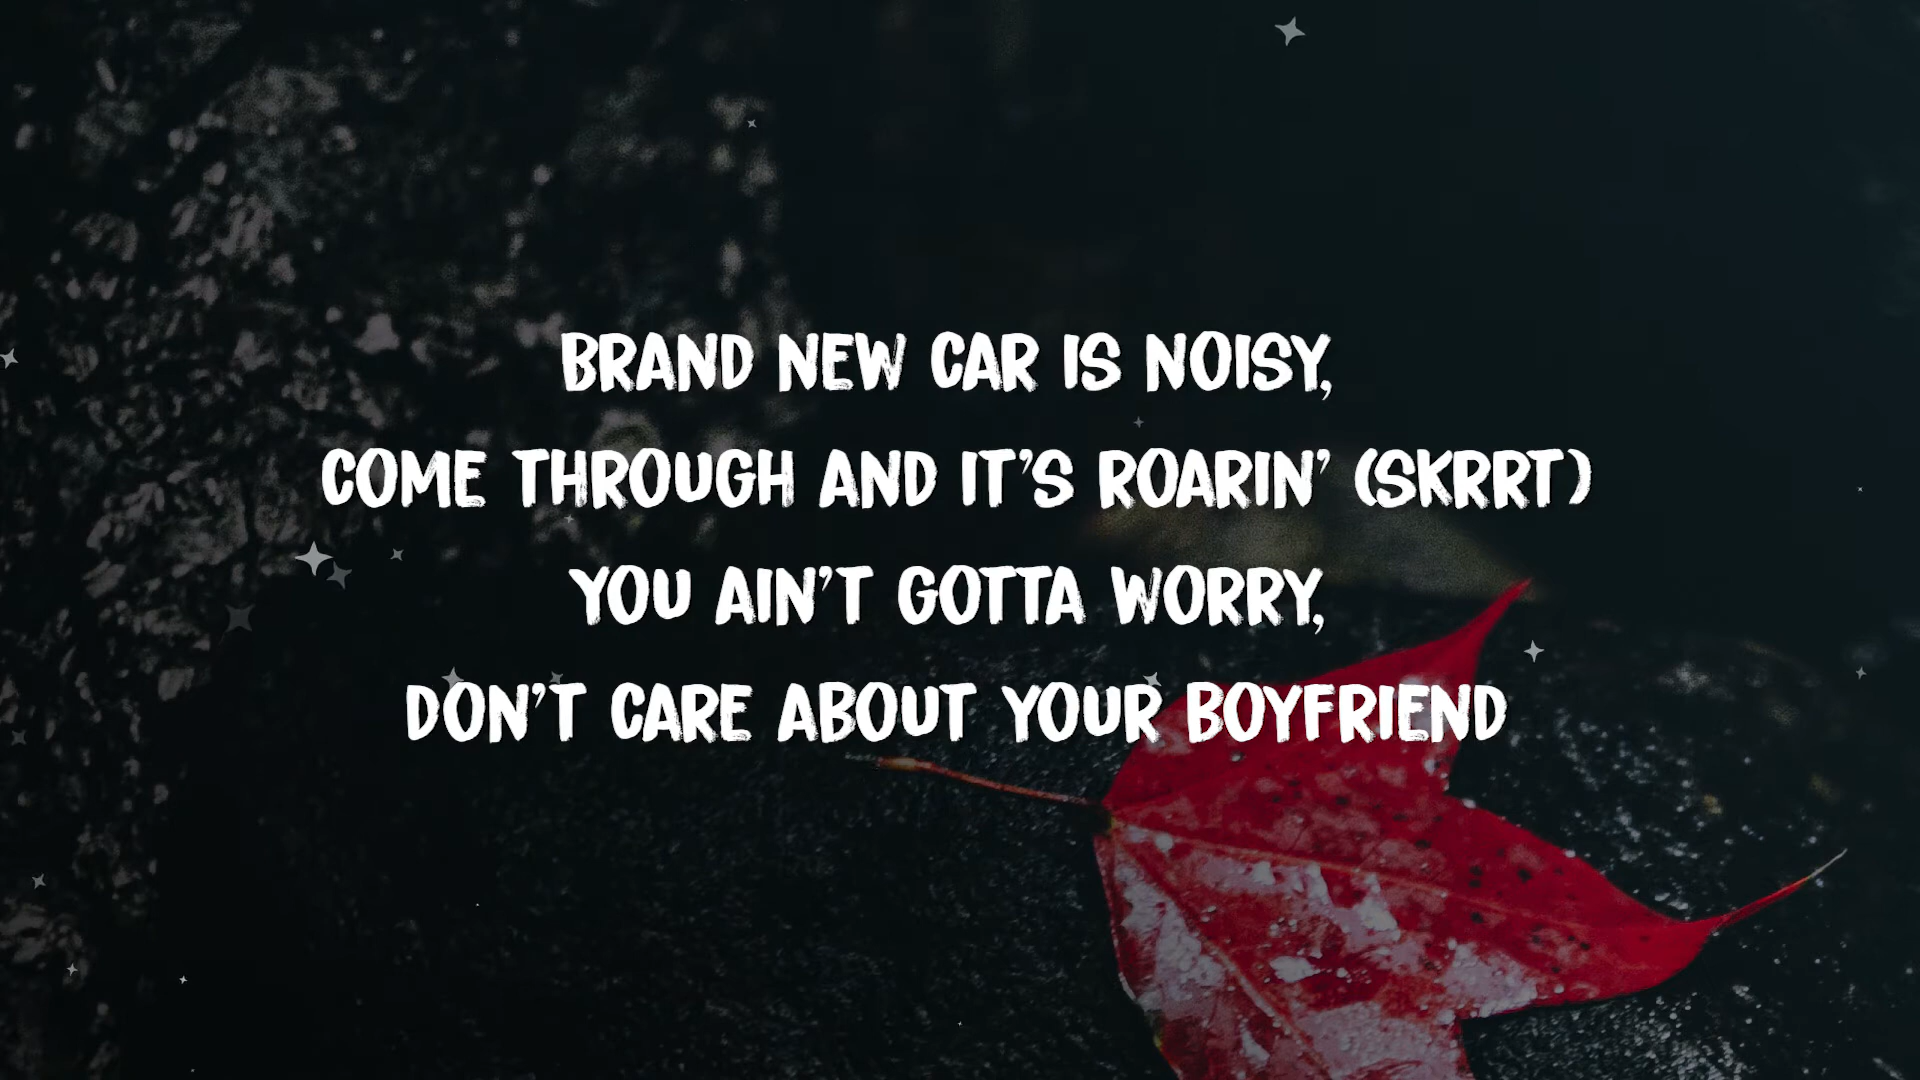 BRAND NEW CAR IS NOISY,
COME THROUGH AND IT'S ROARIN' (SKRRT)
YOU AIN'T GOTTA WORRY,
DON'T CARE ABOUT YOUR BOYFRIEND